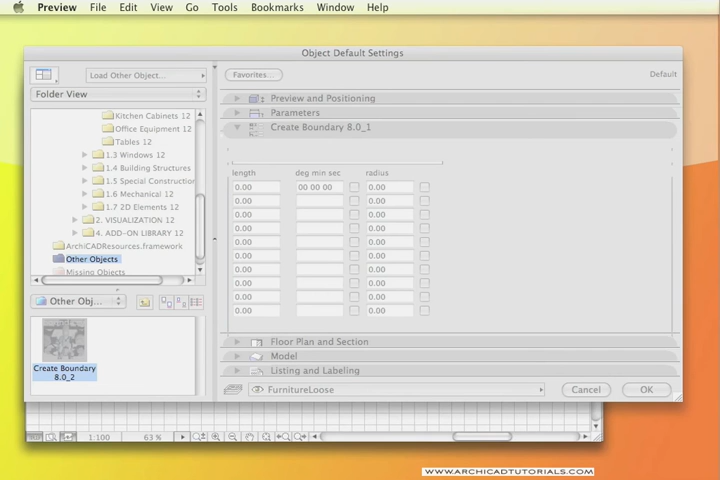 Preview File Edit View Go Tools Bookmarks Window Help
Object Default Settings
Load Other Object...
Favorites...
Default
Folder View
Kitchen Cabinets 12
Office Equipment 12
Tables 12
1.3 Windows 12
1.4 Building Structures
1.5 Special Construction
1.6 Mechanical 12
1.7 2D Elements 12
2. VISUALIZATION 12
4. ADD-ON LIBRARY 12
ArchiCADResources.framework
Other Objects
Missing Objects
Other Obj...
Create Boundary
8.0_2
Preview and Positioning
Parameters
Create Boundary 8.0_1
length deg min sec radius
0.00 00 00 00 0.00
0.00 0.00
0.00 0.00
0.00 0.00
0.00 0.00
0.00 0.00
0.00 0.00
0.00 0.00
0.00 0.00
0.00 0.00
Floor Plan and Section
Model
Listing and Labeling
FurnitureLoose
Cancel OK
1:100 63 %
WWW.ARCHICADTUTORIALS.COM